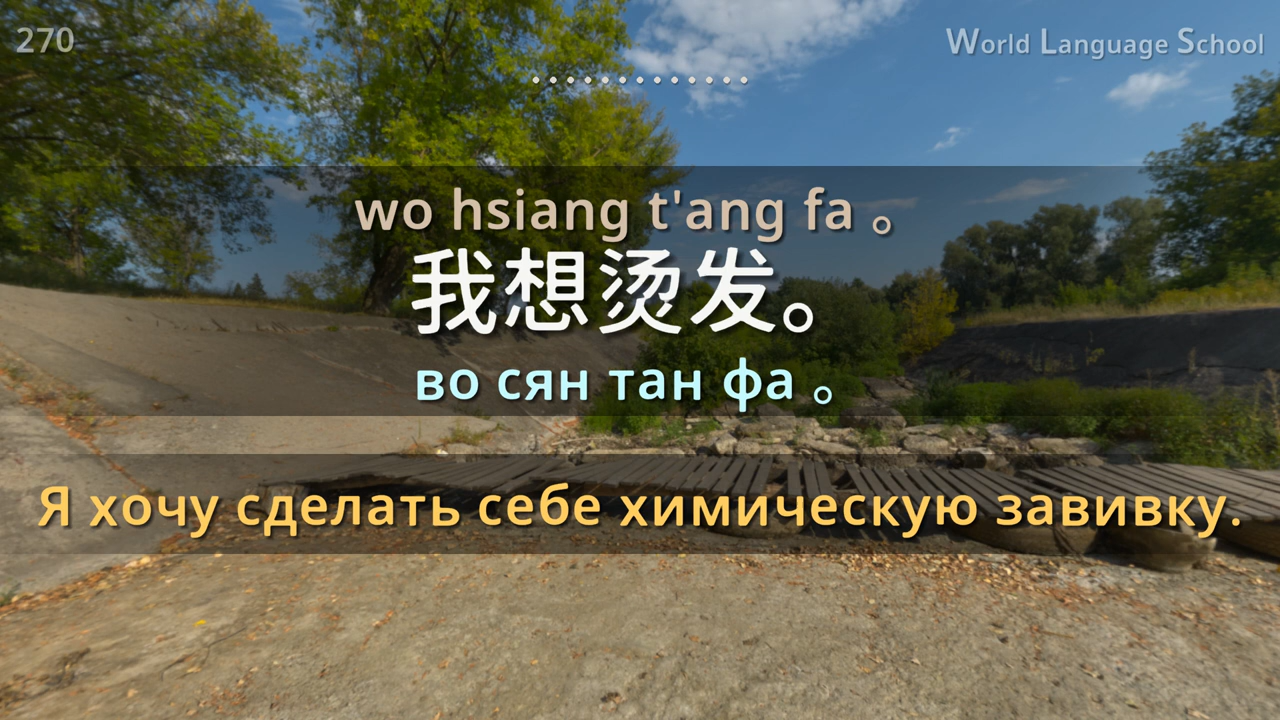 270
World Language School
wo hsiang t'ang fa 。
我想烫发。
во сян тан фа 。
Я хочу сделать себе химическую завивку.